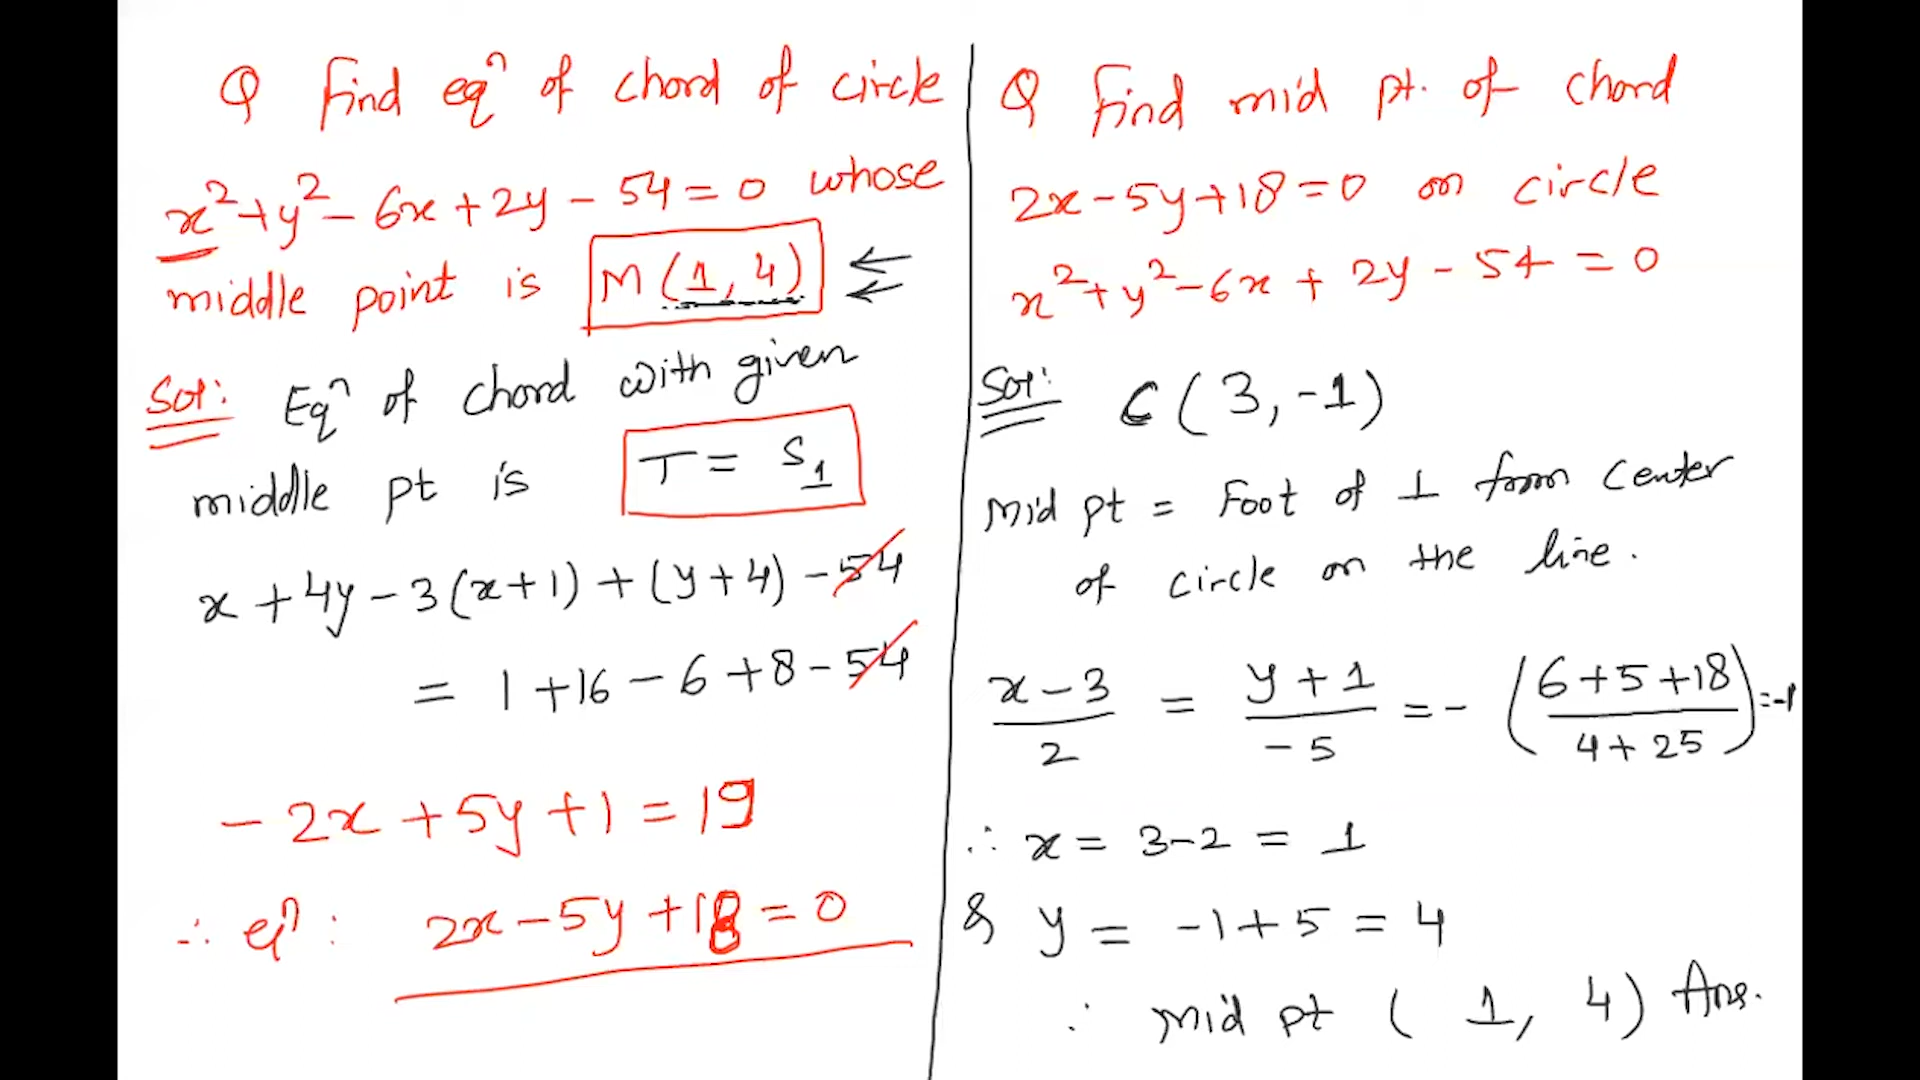 Q Find eqⁿ of chord of circle
x²+y²-6x+2y-54=0 whose
middle point is M(1,4)
Sol: Eqⁿ of chord with given
middle pt is T = S₁
x+4y-3(x+1)+(y+4)-54
= 1+16-6+8-54
-2x+5y+1=19
∴ eqⁿ: 2x-5y+18=0
Q Find mid pt. of chord
2x-5y+18=0 on circle
x²+y²-6x+2y-54=0
Sol: C(3,-1)
Mid pt = Foot of ⊥ from center
of circle on the line.
(x-3)/2 = (y+1)/-5 = -((6+5+18)/(4+25)) = -1
∴ x = 3-2 = 1
& y = -1+5 = 4
∴ mid pt (1, 4) Ans.